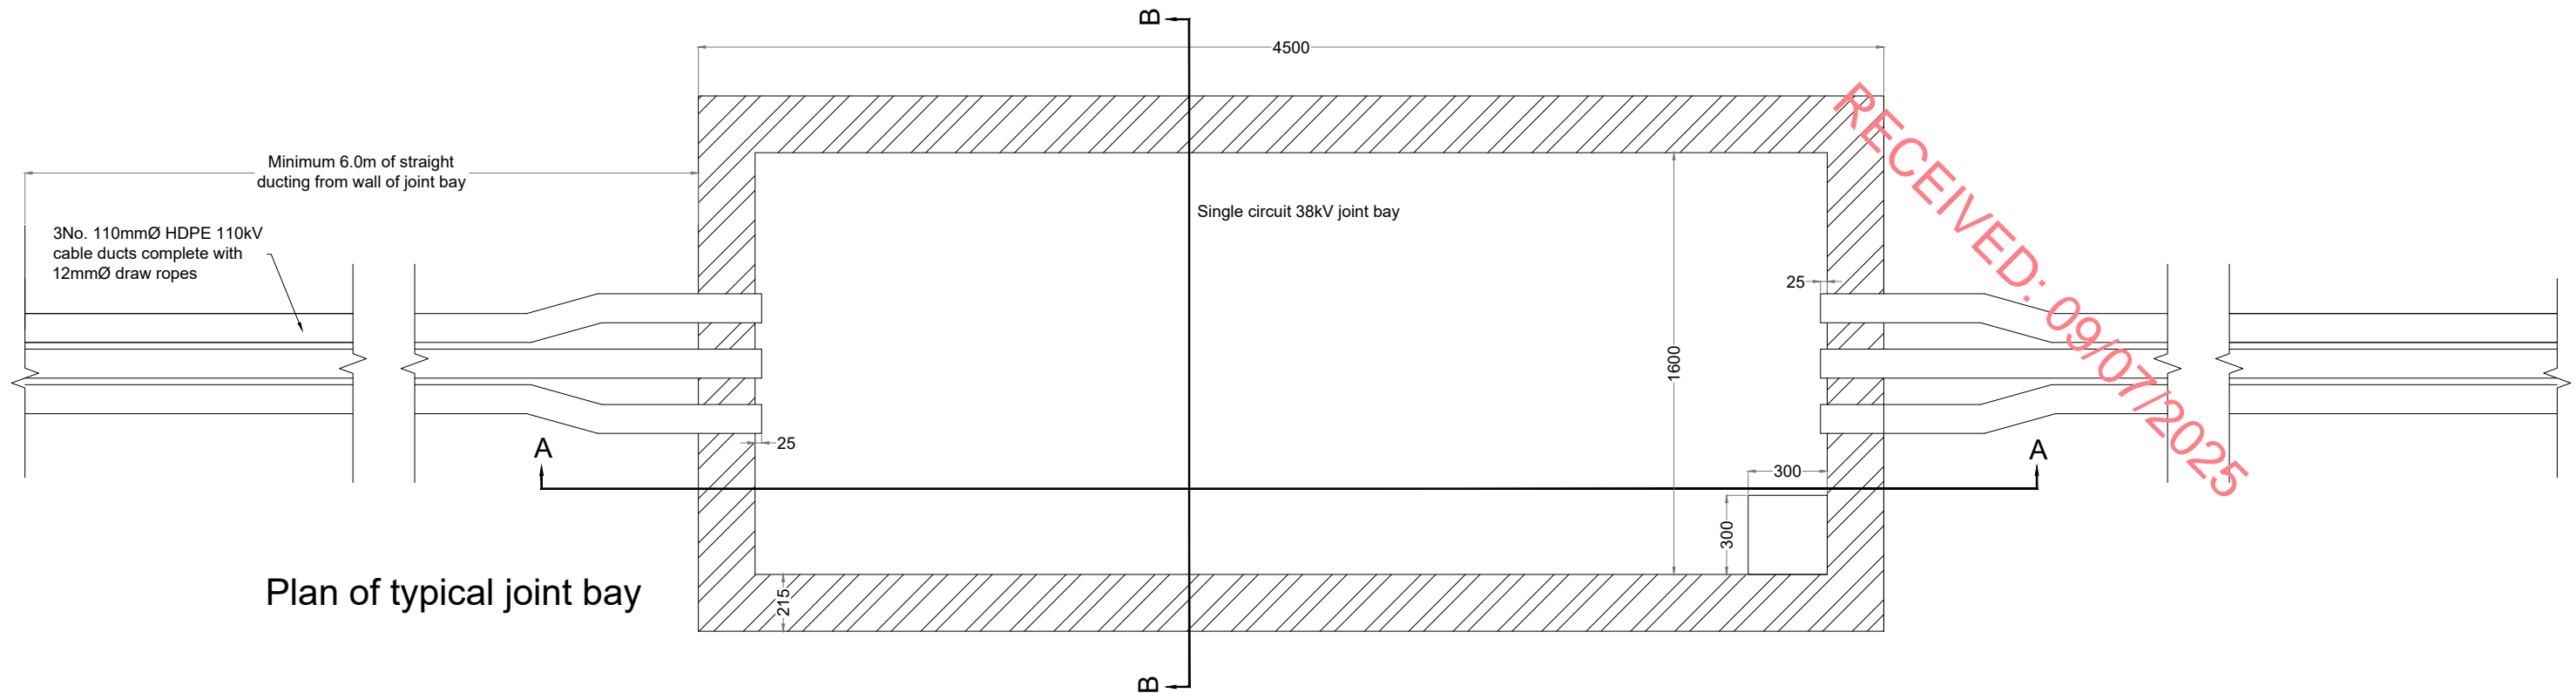 B
4500
Minimum 6.0m of straight
ducting from wall of joint bay
RECEIVED: 09/07/2025
Single circuit 38kV joint bay
3No. 110mmØ HDPE 110kV
cable ducts complete with
12mmØ draw ropes
25
1600
25
A
A
300
300
Plan of typical joint bay
215
B